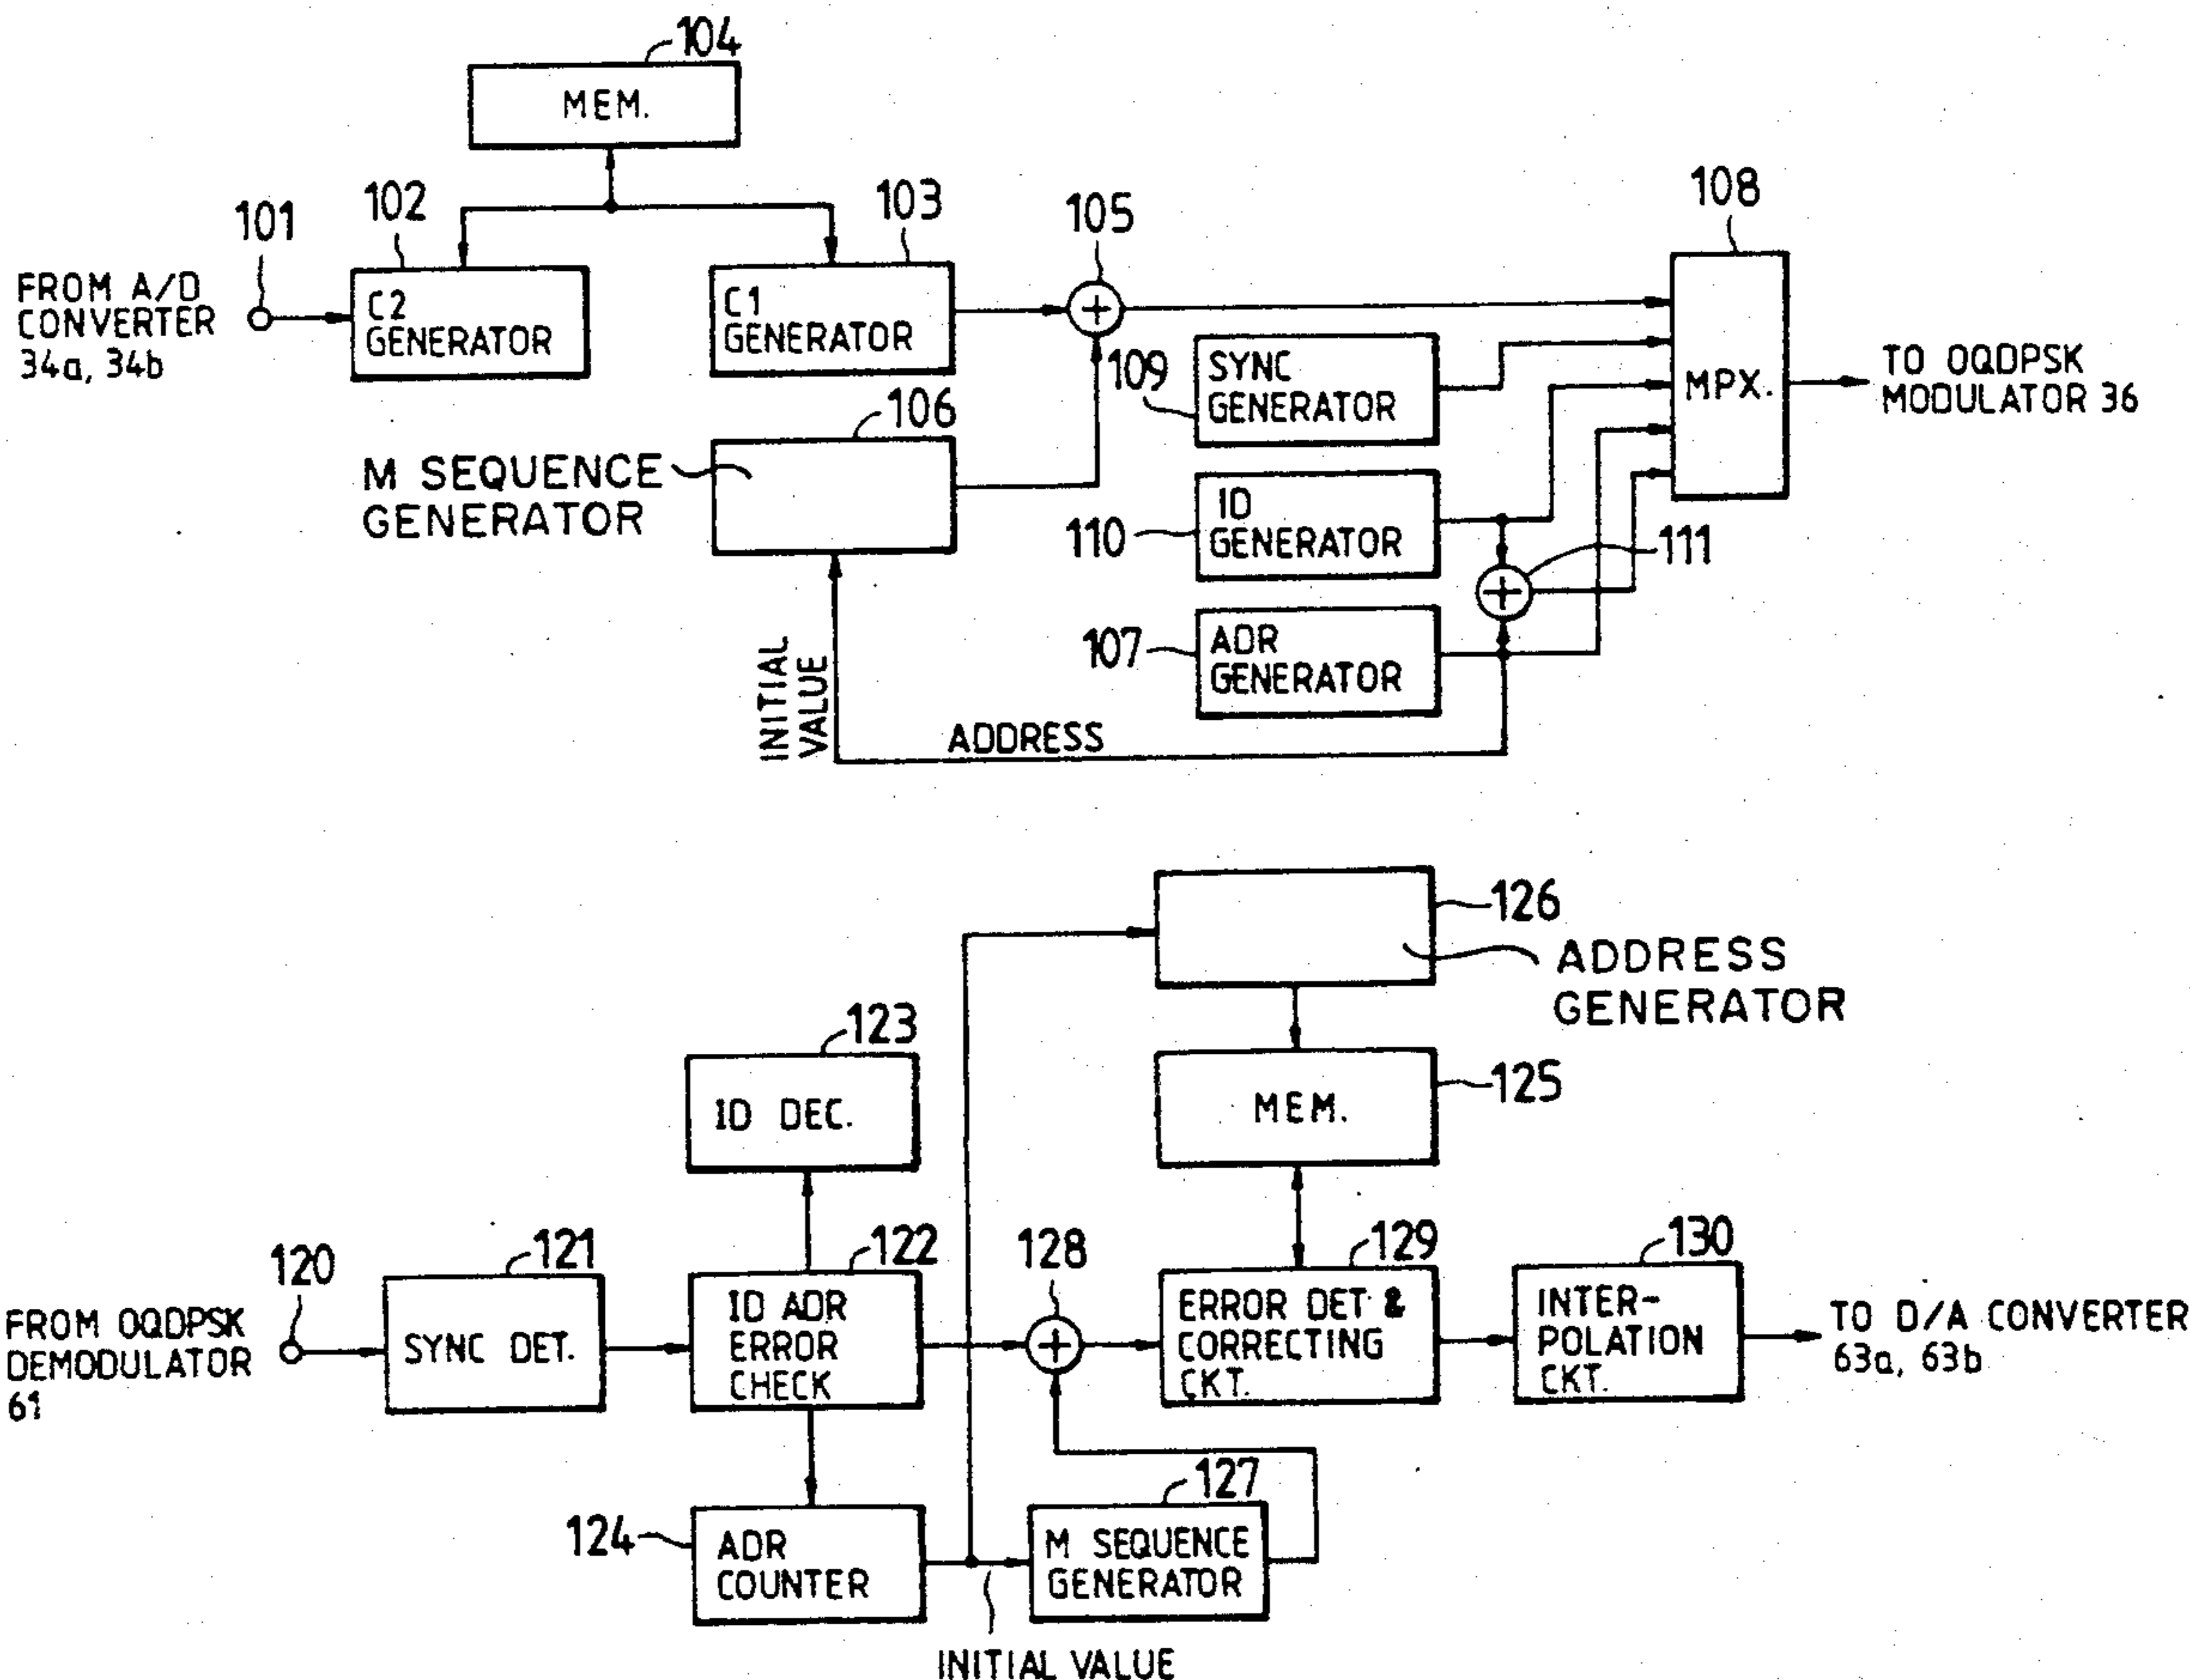 104
MEM.
102
103
108
101
105
FROM A/D
CONVERTER
34a, 34b
C2
GENERATOR
C1
GENERATOR
109
SYNC
GENERATOR
MPX.
TO OQDPSK
MODULATOR 36
106
M SEQUENCE
GENERATOR
110
ID
GENERATOR
111
107
ADR
GENERATOR
INITIAL
VALUE
ADDRESS
126
ADDRESS
GENERATOR
123
ID DEC.
125
MEM.
120
121
122
128
129
130
FROM OQDPSK
DEMODULATOR
61
SYNC DET.
ID ADR
ERROR
CHECK
ERROR DET &
CORRECTING
CKT.
INTER-
POLATION
CKT.
TO D/A CONVERTER
63a, 63b
127
124
ADR
COUNTER
M SEQUENCE
GENERATOR
INITIAL VALUE